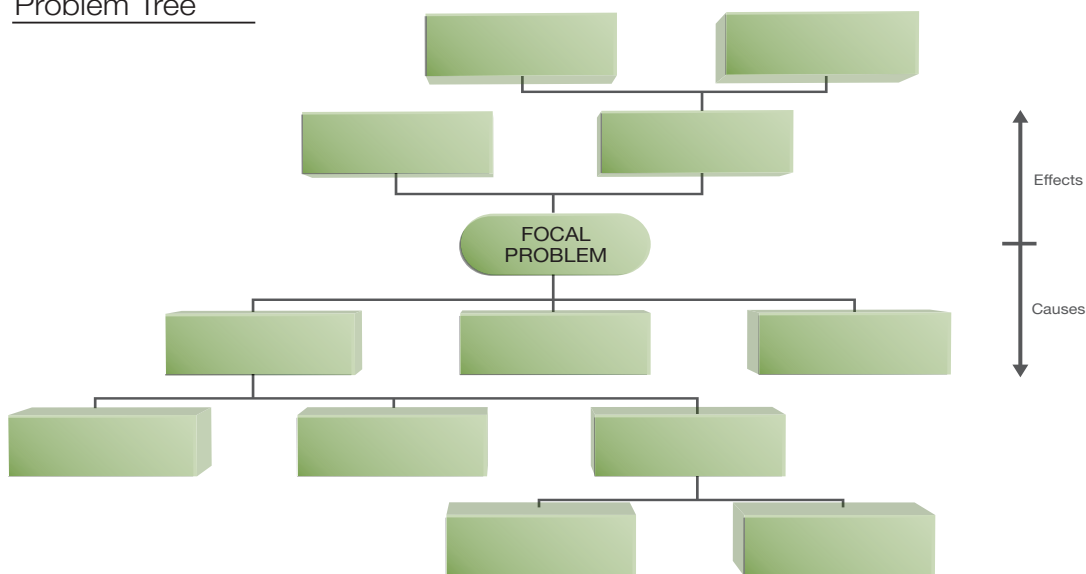 Problem Tree
Effects
FOCAL
PROBLEM
Causes